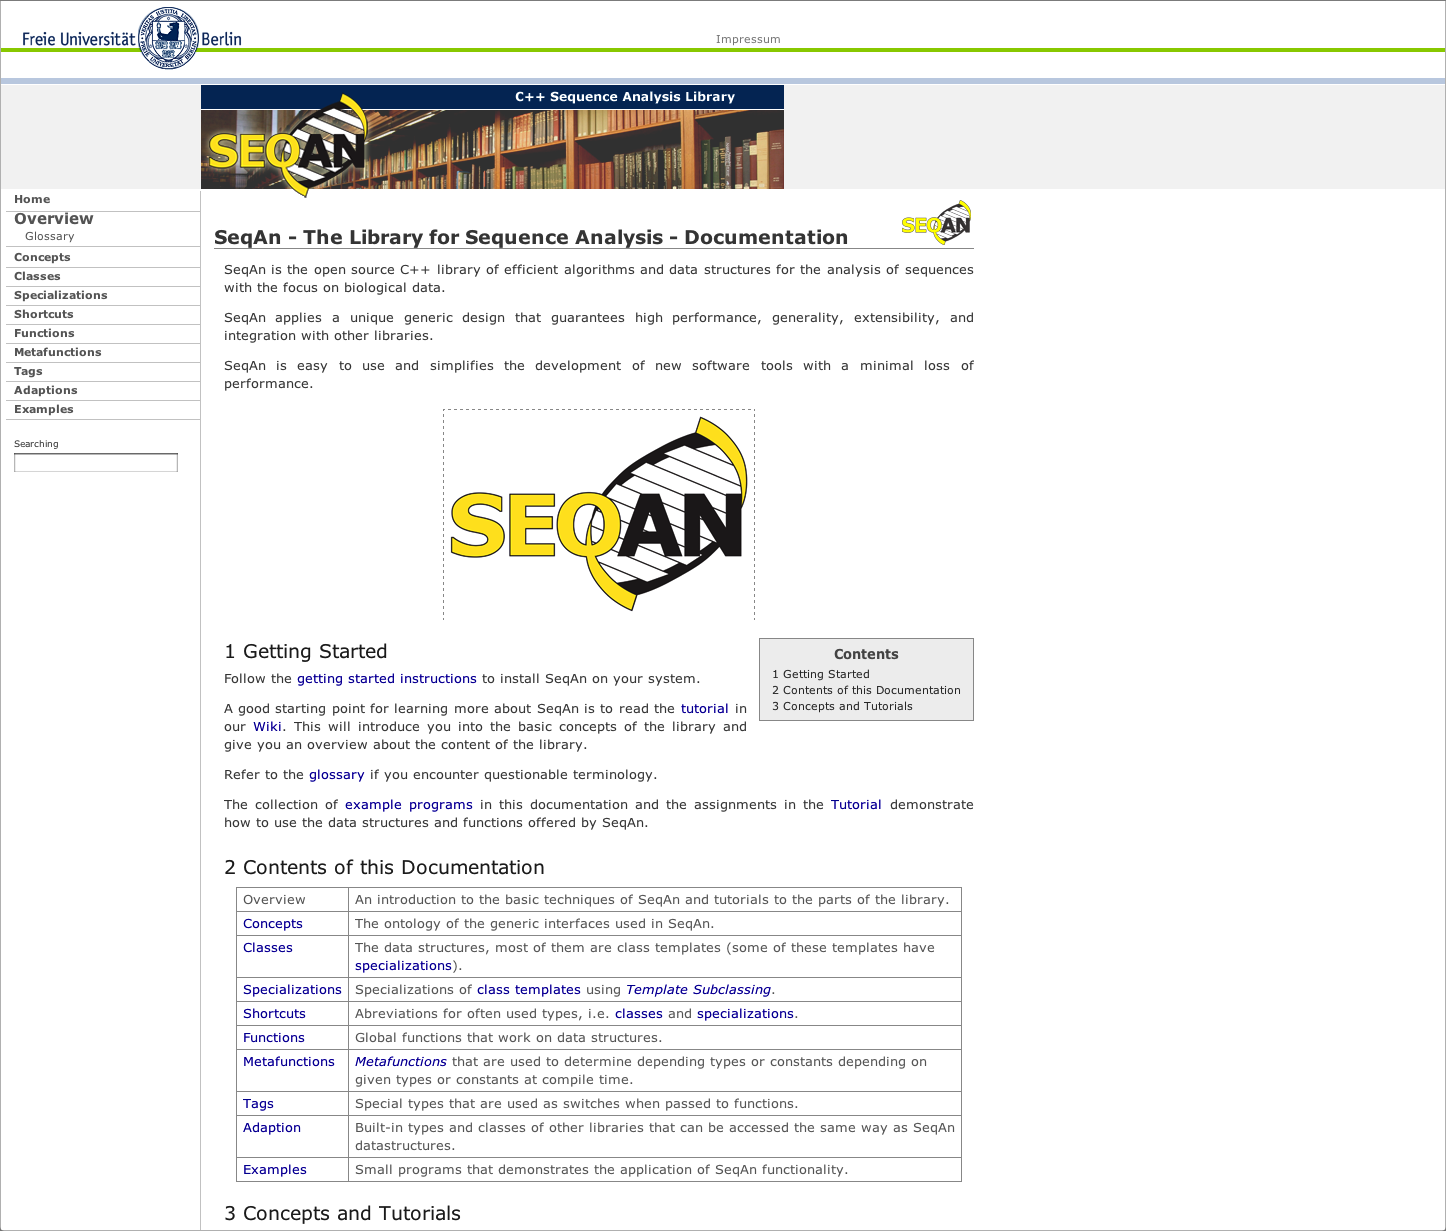 Freie Universität Berlin
Impressum
C++ Sequence Analysis Library
SEQAN
Home
Overview
Glossary
Concepts
Classes
Specializations
Shortcuts
Functions
Metafunctions
Tags
Adaptions
Examples
Searching
SeqAn - The Library for Sequence Analysis - Documentation
SEQAN
SeqAn is the open source C++ library of efficient algorithms and data structures for the analysis of sequences
with the focus on biological data.
SeqAn applies a unique generic design that guarantees high performance, generality, extensibility, and
integration with other libraries.
SeqAn is easy to use and simplifies the development of new software tools with a minimal loss of
performance.
SEQAN
1 Getting Started
Follow the getting started instructions to install SeqAn on your system.
A good starting point for learning more about SeqAn is to read the tutorial in
our Wiki. This will introduce you into the basic concepts of the library and
give you an overview about the content of the library.
Contents
1 Getting Started
2 Contents of this Documentation
3 Concepts and Tutorials
Refer to the glossary if you encounter questionable terminology.
The collection of example programs in this documentation and the assignments in the Tutorial demonstrate
how to use the data structures and functions offered by SeqAn.
2 Contents of this Documentation
Overview An introduction to the basic techniques of SeqAn and tutorials to the parts of the library.
Concepts The ontology of the generic interfaces used in SeqAn.
Classes The data structures, most of them are class templates (some of these templates have
specializations).
Specializations Specializations of class templates using Template Subclassing.
Shortcuts Abreviations for often used types, i.e. classes and specializations.
Functions Global functions that work on data structures.
Metafunctions Metafunctions that are used to determine depending types or constants depending on
given types or constants at compile time.
Tags Special types that are used as switches when passed to functions.
Adaption Built-in types and classes of other libraries that can be accessed the same way as SeqAn
datastructures.
Examples Small programs that demonstrates the application of SeqAn functionality.
3 Concepts and Tutorials